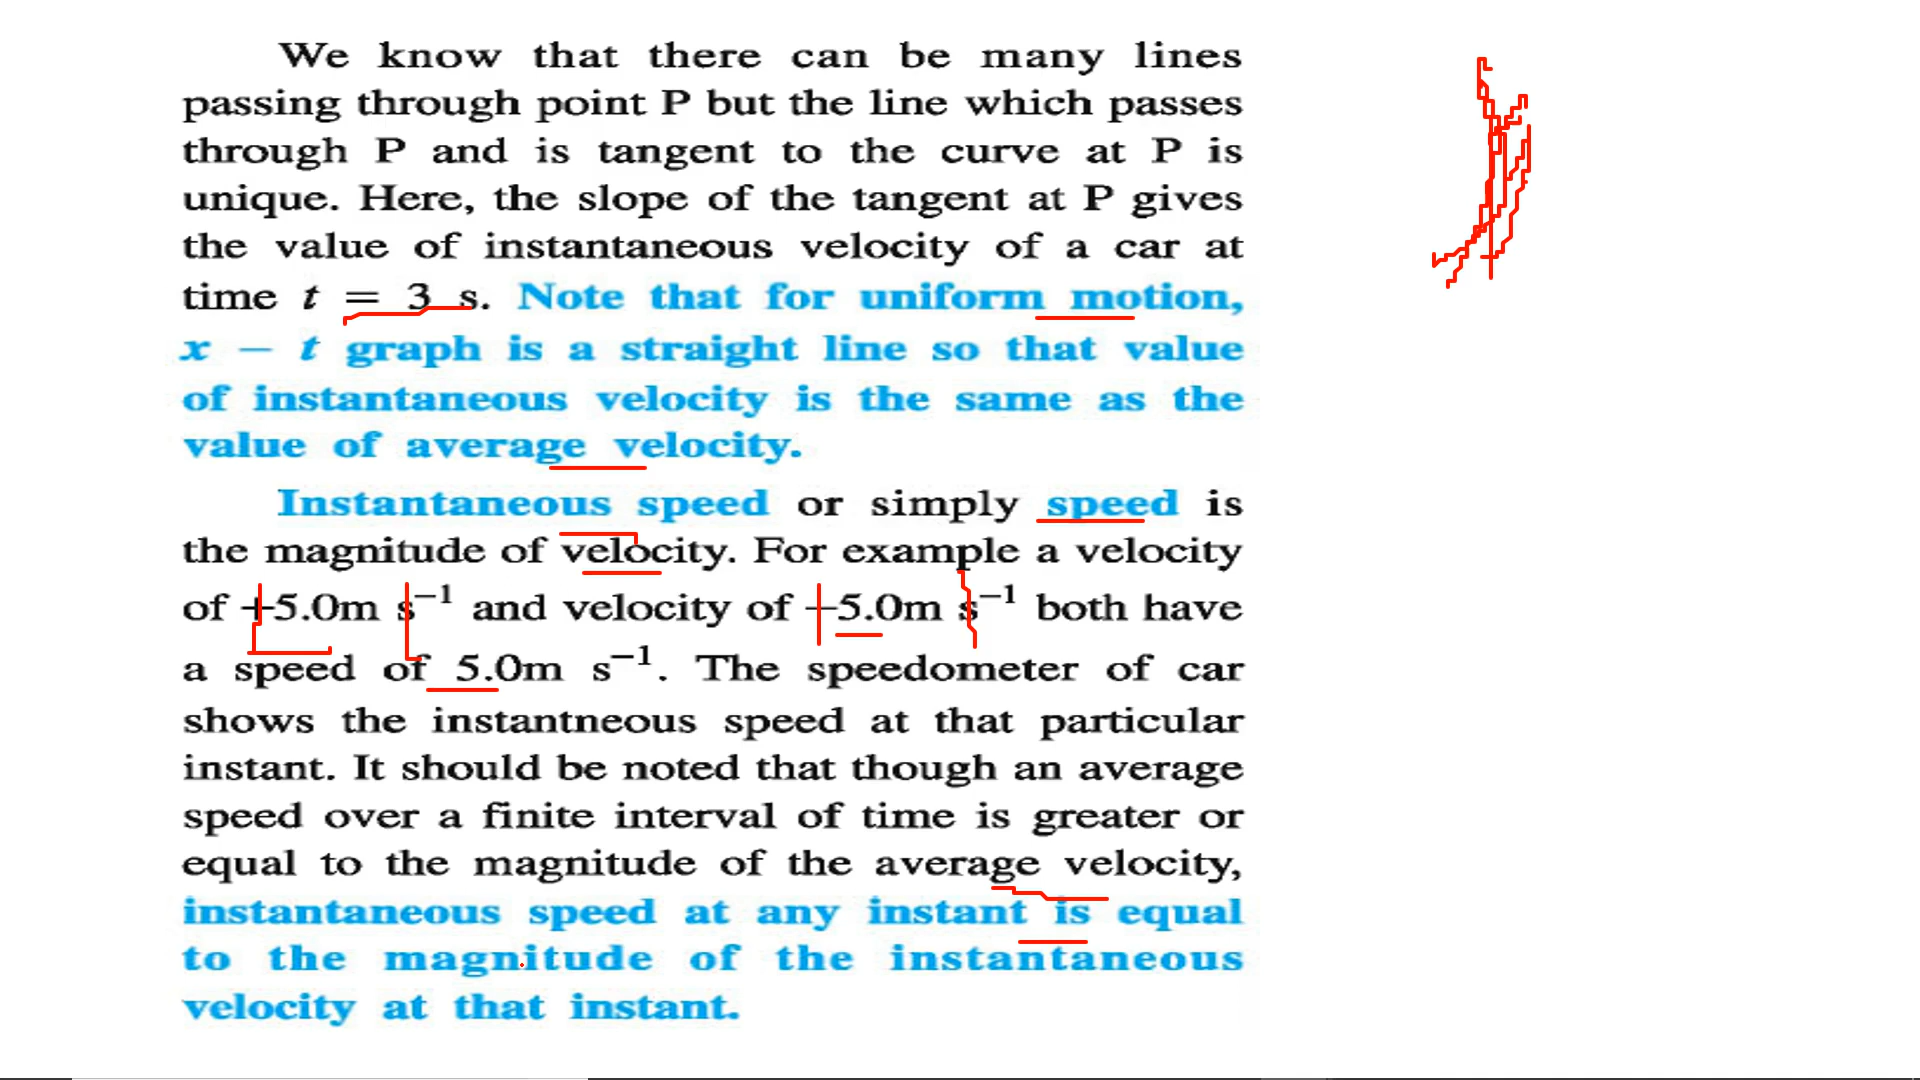 We know that there can be many lines
passing through point P but the line which passes
through P and is tangent to the curve at P is
unique. Here, the slope of the tangent at P gives
the value of instantaneous velocity of a car at
time t = 3 s. Note that for uniform motion,
x – t graph is a straight line so that value
of instantaneous velocity is the same as the
value of average velocity.
Instantaneous speed or simply speed is
the magnitude of velocity. For example a velocity
of +5.0m s⁻¹ and velocity of –5.0m s⁻¹ both have
a speed of 5.0m s⁻¹. The speedometer of car
shows the instantneous speed at that particular
instant. It should be noted that though an average
speed over a finite interval of time is greater or
equal to the magnitude of the average velocity,
instantaneous speed at any instant is equal
to the magnitude of the instantaneous
velocity at that instant.